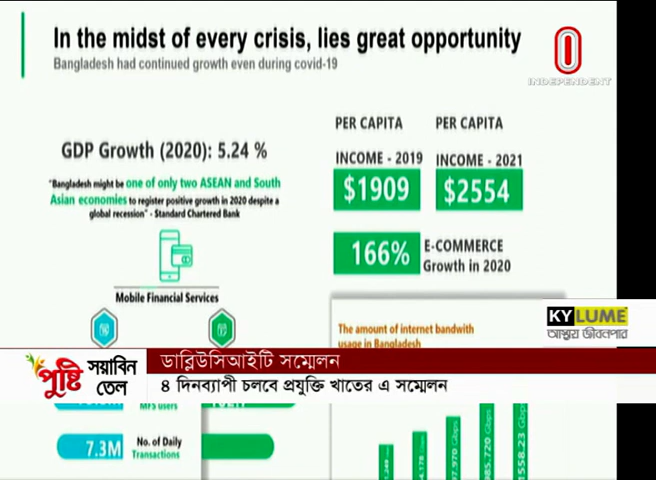 In the midst of every crisis, lies great opportunity
Bangladesh had continued growth even during covid-19
INDEPENDENT
GDP Growth (2020): 5.24 %
"Bangladesh might be one of only two ASEAN and South
Asian economies to register positive growth in 2020 despite a
global recession" - Standard Chartered Bank
PER CAPITA
INCOME - 2019
$1909
PER CAPITA
INCOME - 2021
$2554
166%
E-COMMERCE
Growth in 2020
Mobile Financial Services
The amount of internet bandwith
usage in Bangladesh
KYLUME
আস্থায় জীবনপার
পুষ্টি
সয়াবিন
তেল
ডাব্লিউসিআইটি সম্মেলন
৪ দিনব্যাপী চলবে প্রযুক্তি খাতের এ সম্মেলন
MFS users
7.3M
No. of Daily
Transactions